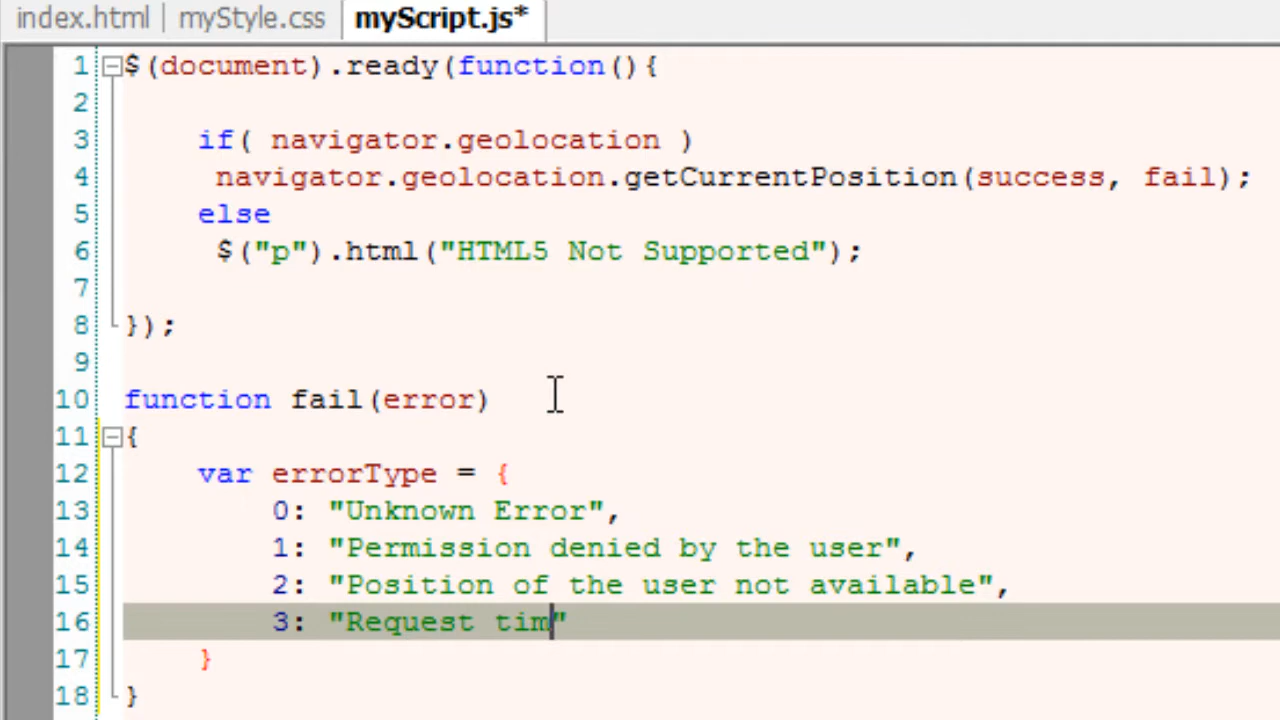 index.html | myStyle.css | myScript.js*
1 $(document).ready(function(){
2
3 if( navigator.geolocation )
4 navigator.geolocation.getCurrentPosition(success, fail);
5 else
6 $("p").html("HTML5 Not Supported");
7
8 });
9
10 function fail(error)
11 {
12 var errorType = {
13 0: "Unknown Error",
14 1: "Permission denied by the user",
15 2: "Position of the user not available",
16 3: "Request tim"
17 }
18 }